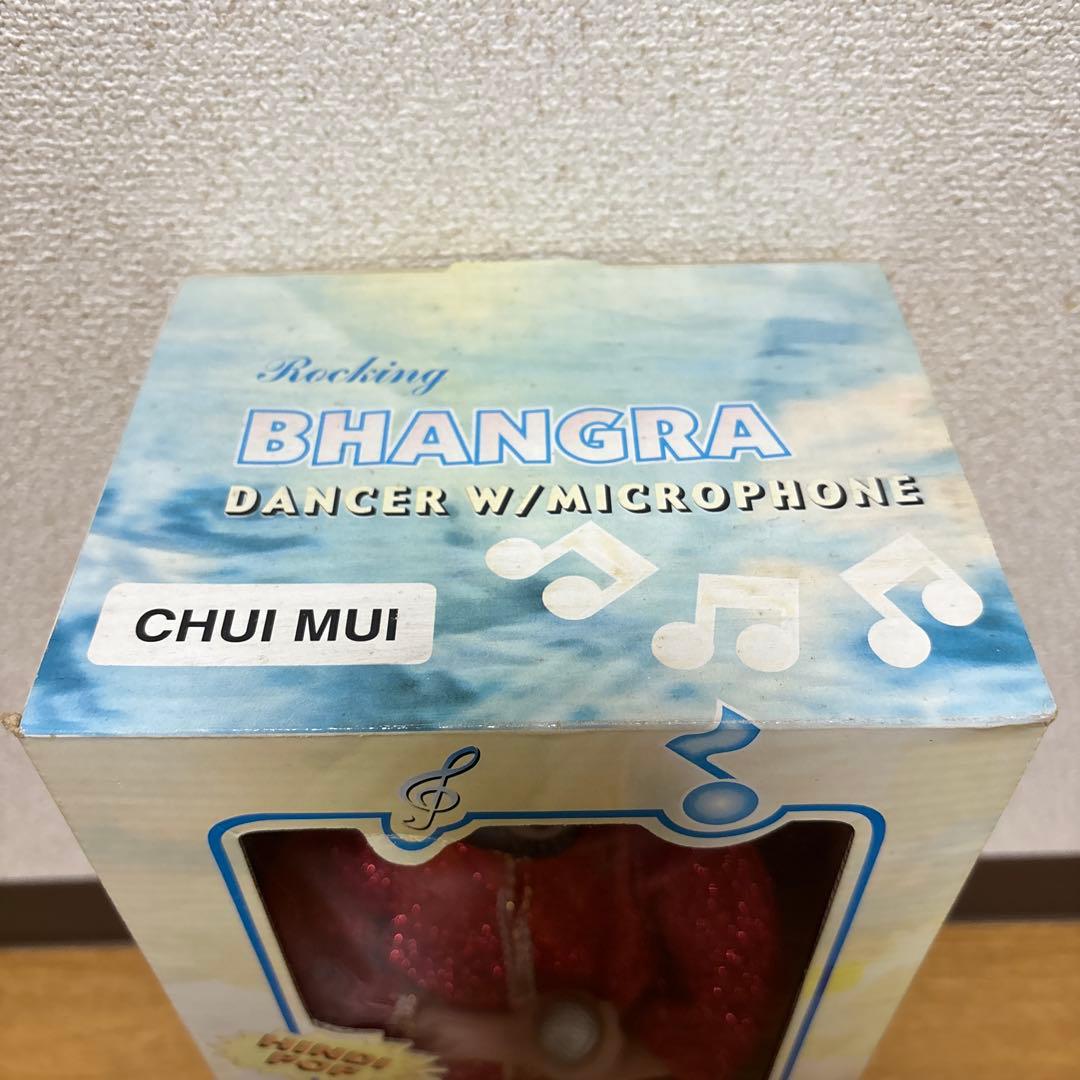 Rocking
BHANGRA
DANCER W/MICROPHONE
CHUI MUI
HINDI
POP